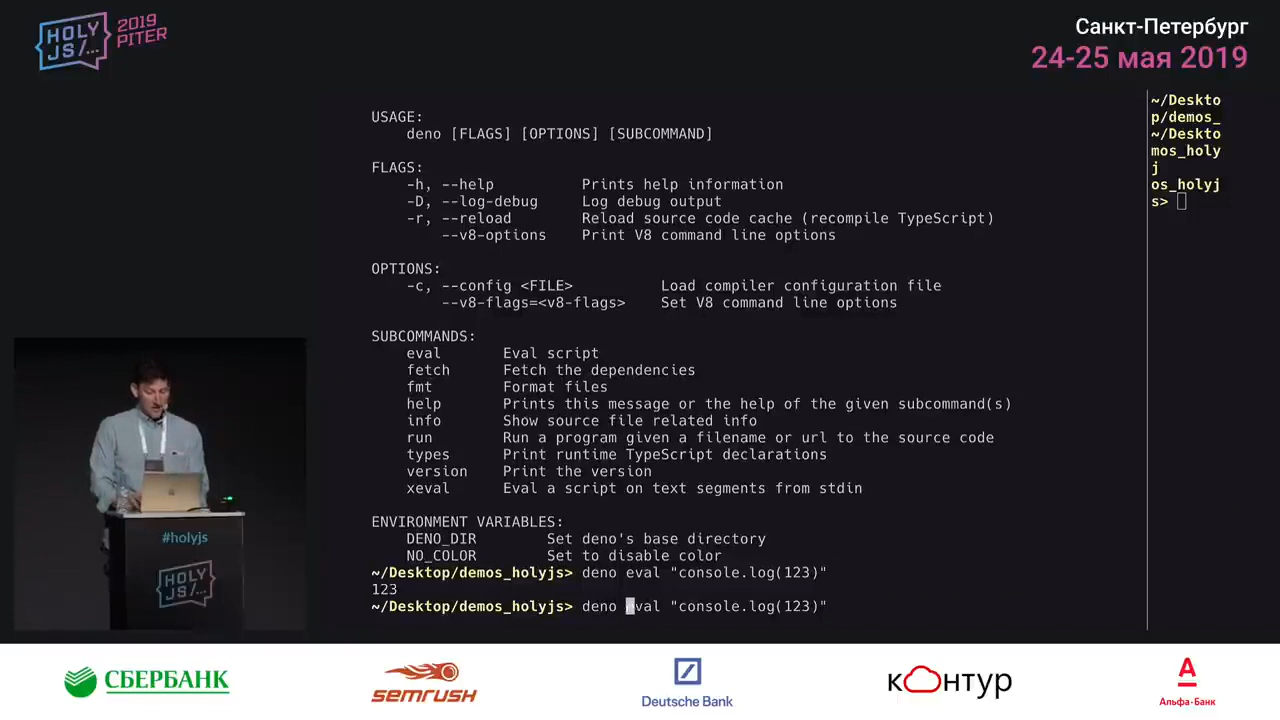 HOLY
JS/...
2019
PITER
Санкт-Петербург
24-25 мая 2019
USAGE:
deno [FLAGS] [OPTIONS] [SUBCOMMAND]
FLAGS:
-h, --help Prints help information
-D, --log-debug Log debug output
-r, --reload Reload source code cache (recompile TypeScript)
--v8-options Print V8 command line options
OPTIONS:
-c, --config <FILE> Load compiler configuration file
--v8-flags=<v8-flags> Set V8 command line options
SUBCOMMANDS:
eval Eval script
fetch Fetch the dependencies
fmt Format files
help Prints this message or the help of the given subcommand(s)
info Show source file related info
run Run a program given a filename or url to the source code
types Print runtime TypeScript declarations
version Print the version
xeval Eval a script on text segments from stdin
ENVIRONMENT VARIABLES:
DENO_DIR Set deno's base directory
NO_COLOR Set to disable color
~/Desktop/demos_holyjs> deno eval "console.log(123)"
123
~/Desktop/demos_holyjs> deno eval "console.log(123)"
~/Deskto
p/demos_
~/Deskto
mos_holy
j
os_holyj
s>
#holyjs
HOLY
JS/...
СБЕРБАНК
semrush
Deutsche Bank
кОнтур
А
Альфа·Банк